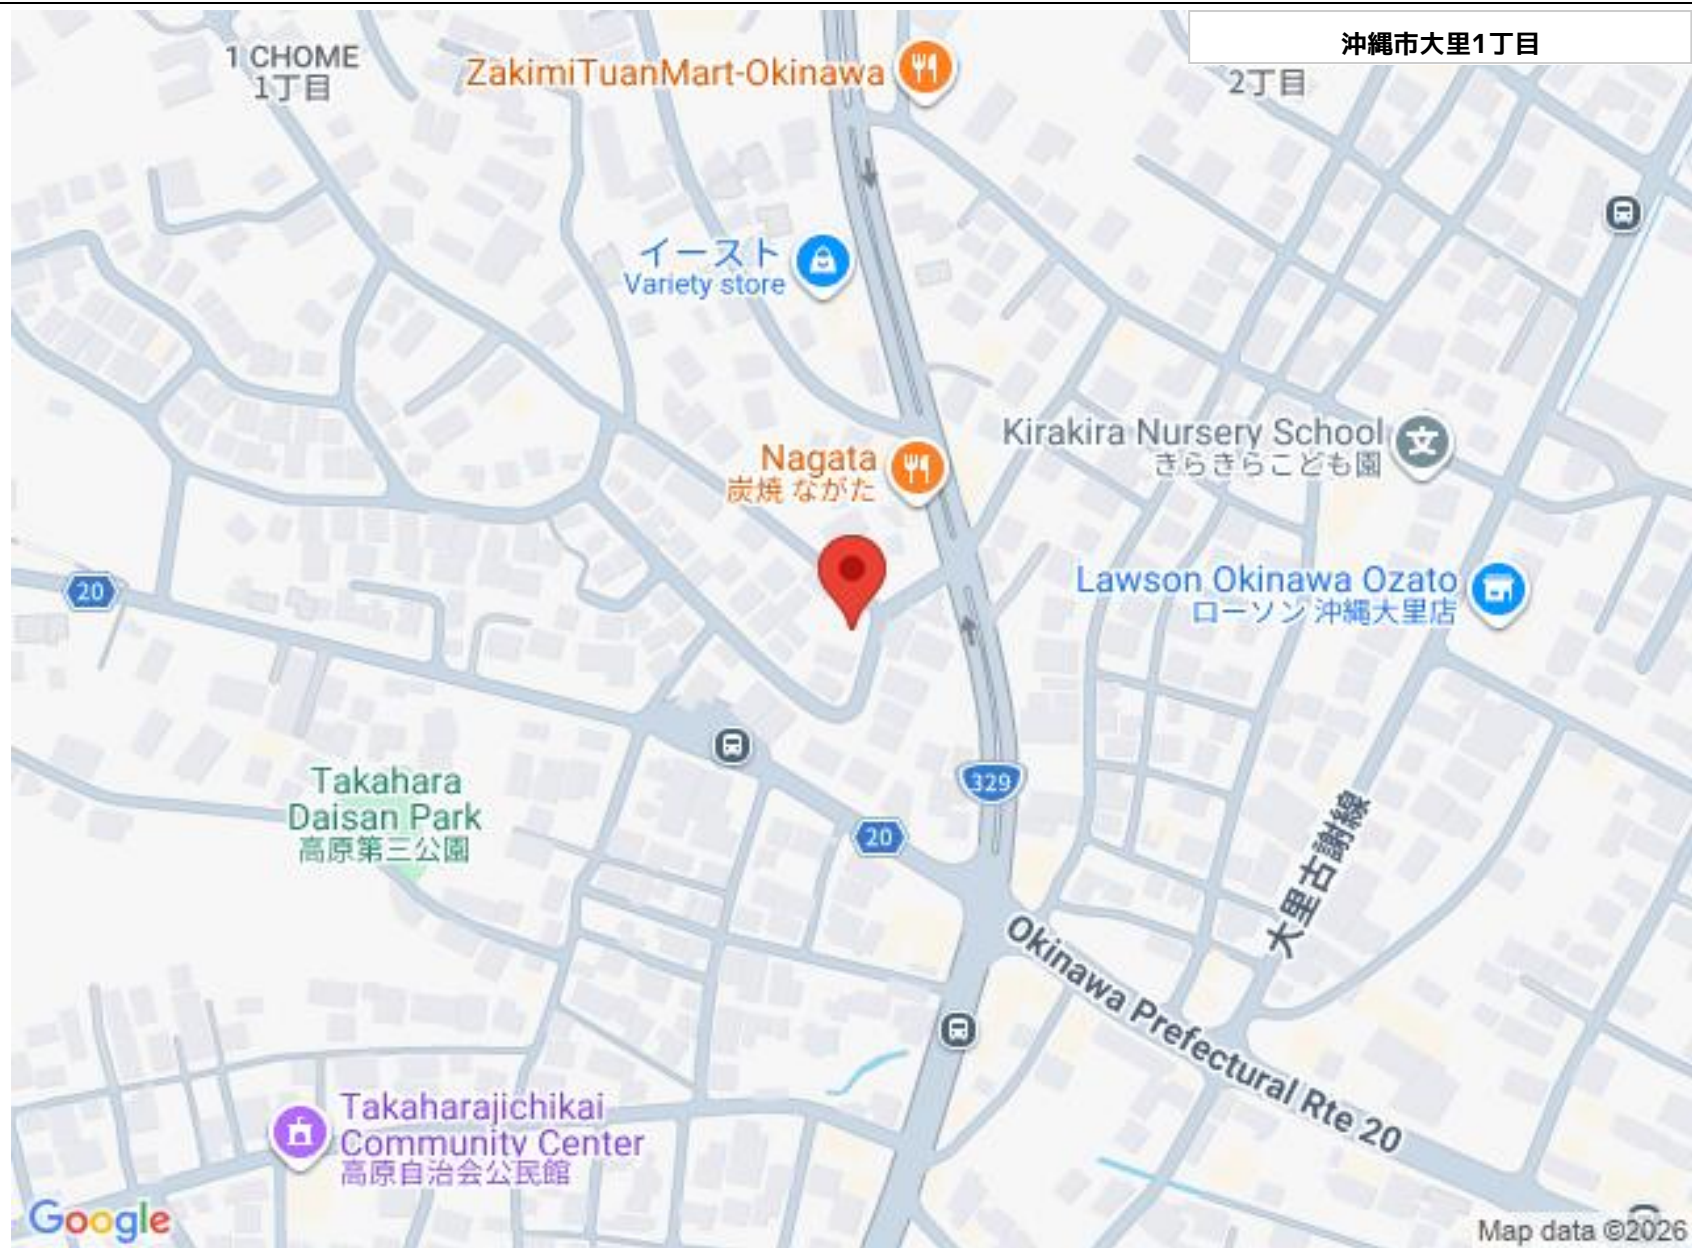 沖縄市大里1丁目
1 CHOME
1丁目
ZakimiTuanMart-Okinawa
2丁目
イースト
Variety store
Kirakira Nursery School
きらきらこども園
Nagata
炭焼 ながた
Lawson Okinawa Ozato
ローソン 沖縄大里店
20
Takahara
Daisan Park
高原第三公園
329
20
大里古謝線
Okinawa Prefectural Rte 20
Takaharajichikai
Community Center
高原自治会公民館
Google
Map data ©2026